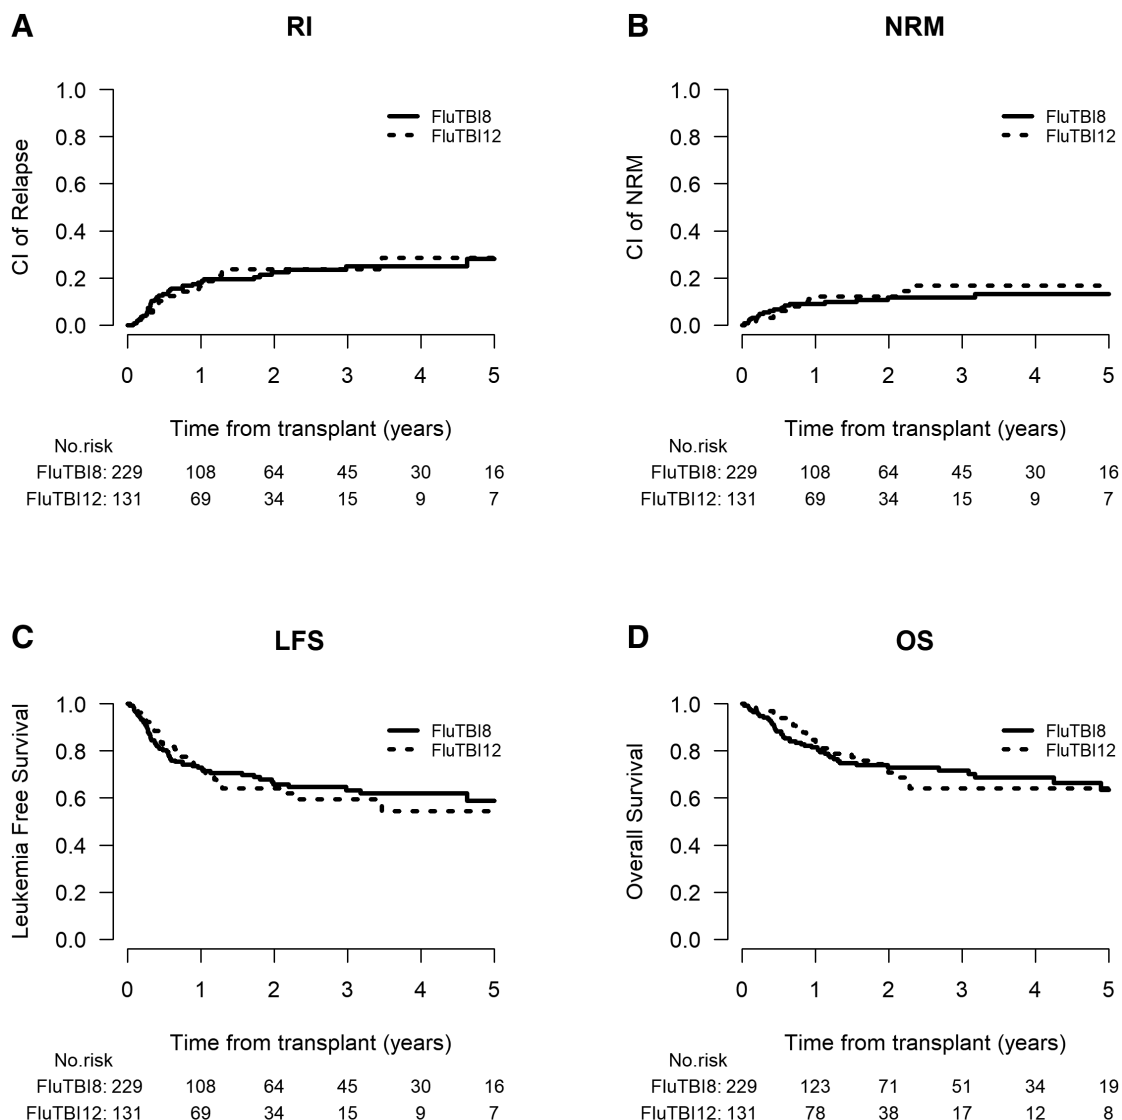 A
RI
CI of Relapse
1.0
0.8
0.6
0.4
0.2
0.0
FluTBI8
FluTBI12
0 1 2 3 4 5
Time from transplant (years)
No.risk
FluTBI8: 229 108 64 45 30 16
FluTBI12: 131 69 34 15 9 7
B
NRM
CI of NRM
1.0
0.8
0.6
0.4
0.2
0.0
FluTBI8
FluTBI12
0 1 2 3 4 5
Time from transplant (years)
No.risk
FluTBI8: 229 108 64 45 30 16
FluTBI12: 131 69 34 15 9 7
C
LFS
Leukemia Free Survival
1.0
0.8
0.6
0.4
0.2
0.0
FluTBI8
FluTBI12
0 1 2 3 4 5
Time from transplant (years)
No.risk
FluTBI8: 229 108 64 45 30 16
FluTBI12: 131 69 34 15 9 7
D
OS
Overall Survival
1.0
0.8
0.6
0.4
0.2
0.0
FluTBI8
FluTBI12
0 1 2 3 4 5
Time from transplant (years)
No.risk
FluTBI8: 229 123 71 51 34 19
FluTBI12: 131 78 38 17 12 8